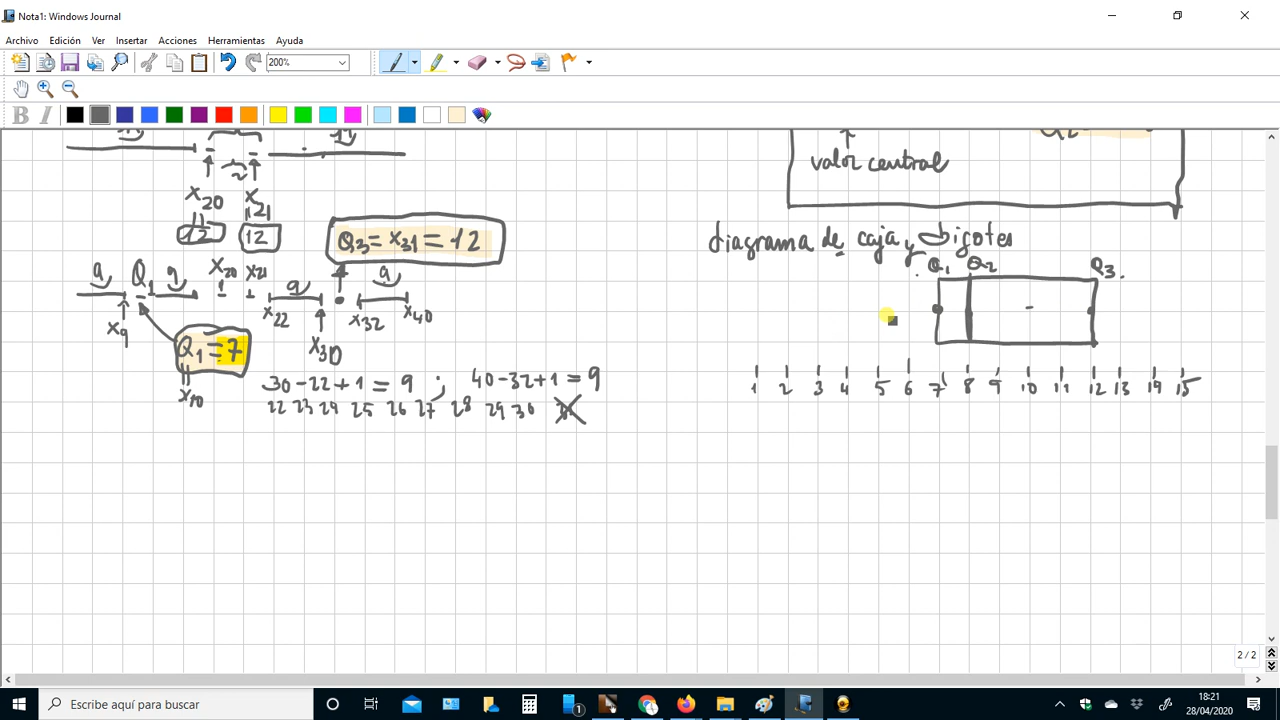 Nota1: Windows Journal
Archivo Edición Ver Insertar Acciones Herramientas Ayuda
200%
B I
valor central
x20 x21
12
diagrama de caja y bigotes
Q3 = x31 = 12
9 Q1 9 x20 x21 9 9
Q1 Q2 Q3
x9 x22 x30 x32 x40
Q1 = 7
x10
30-22+1 = 9 ; 40-32+1 = 9
22 23 24 25 26 27 28 29 30
1 2 3 4 5 6 7 8 9 10 11 12 13 14 15
2 / 2
Escribe aquí para buscar
1
18:21
28/04/2020